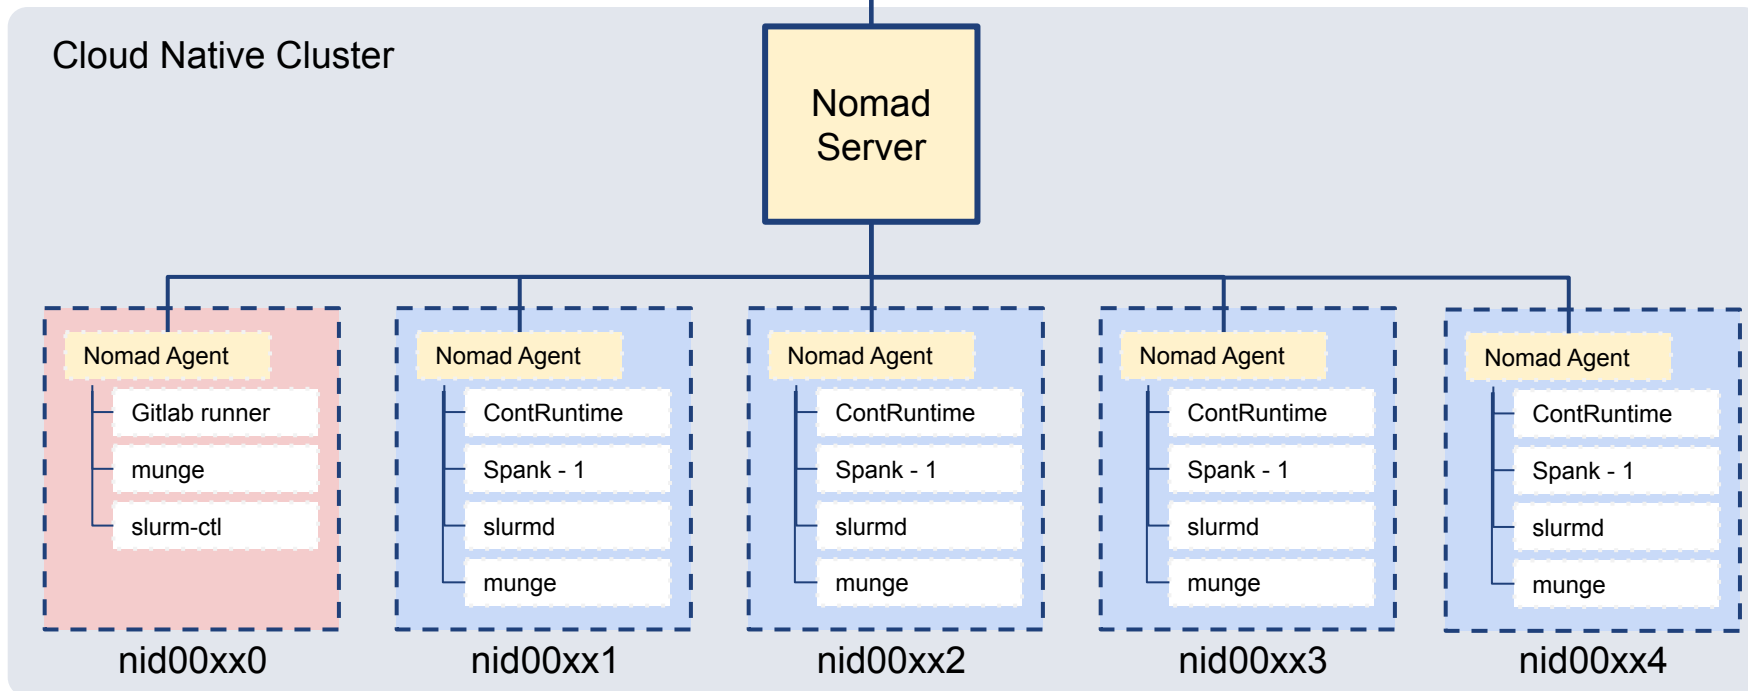 Cloud Native Cluster
Nomad
Server
Nomad Agent
Gitlab runner
munge
slurm-ctl
nid00xx0
Nomad Agent
ContRuntime
Spank - 1
slurmd
munge
nid00xx1
Nomad Agent
ContRuntime
Spank - 1
slurmd
munge
nid00xx2
Nomad Agent
ContRuntime
Spank - 1
slurmd
munge
nid00xx3
Nomad Agent
ContRuntime
Spank - 1
slurmd
munge
nid00xx4